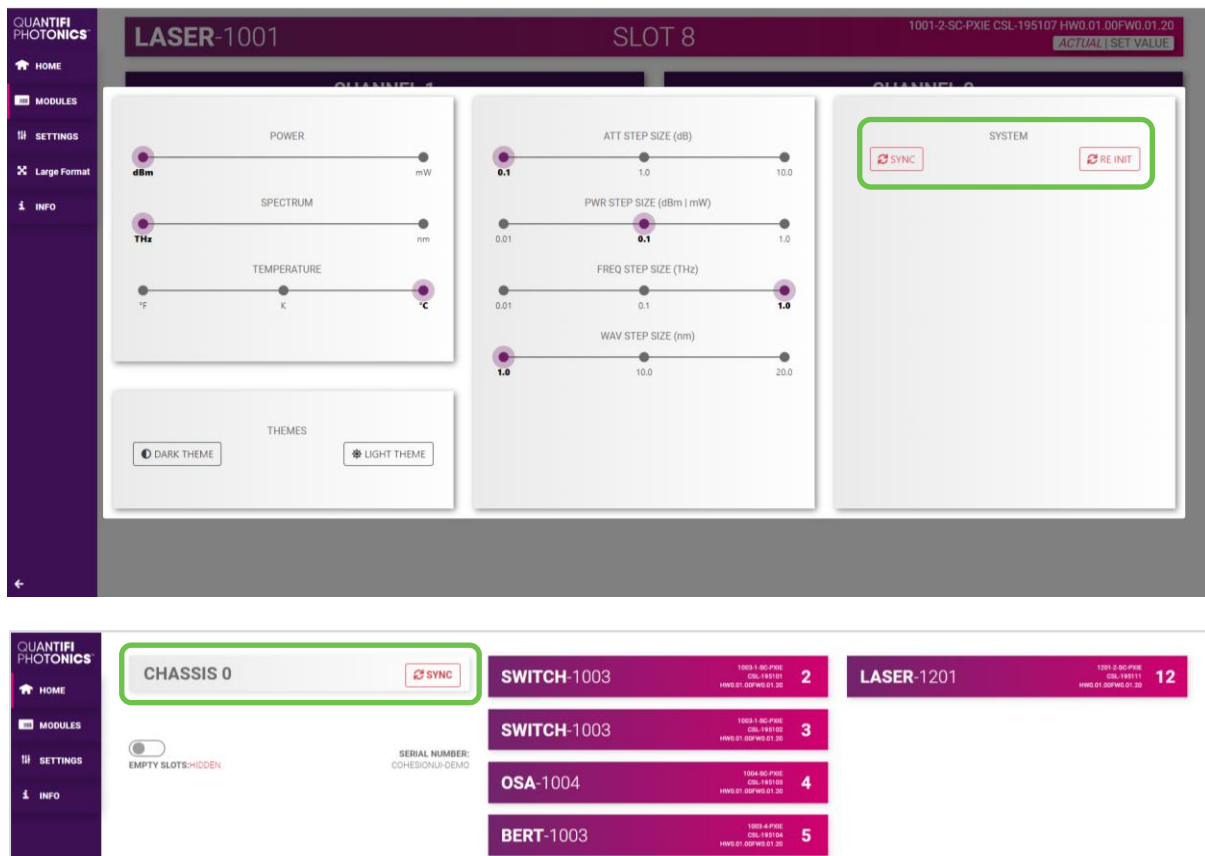 QUANTIFI
PHOTONICS™
HOME
MODULES
SETTINGS
Large Format
INFO
LASER-1001
SLOT 8
1001-2-SC-PXIE CSL-195107 HW0.01.00FW0.01.20
ACTUAL | SET VALUE
POWER
dBm
mW
SPECTRUM
THz
nm
TEMPERATURE
°F
K
°C
THEMES
DARK THEME
LIGHT THEME
ATT STEP SIZE (dB)
0.1
1.0
10.0
PWR STEP SIZE (dBm | mW)
0.01
0.1
1.0
FREQ STEP SIZE (THz)
0.01
0.1
1.0
WAV STEP SIZE (nm)
1.0
10.0
20.0
SYSTEM
SYNC
RE INIT
QUANTIFI
PHOTONICS™
HOME
MODULES
SETTINGS
INFO
CHASSIS 0
SYNC
EMPTY SLOTS:HIDDEN
SERIAL NUMBER:
COHESIONUI-DEMO
SWITCH-1003
1003-1-SC-PXIE
CSL-195101
HW0.01.00FW0.01.20
2
SWITCH-1003
1003-1-SC-PXIE
CSL-195102
HW0.01.00FW0.01.20
3
OSA-1004
1004-SC-PXIE
CSL-195103
HW0.01.00FW0.01.20
4
BERT-1003
1003-4-PXIE
CSL-195104
HW0.01.00FW0.01.20
5
LASER-1201
1201-2-SC-PXIE
CSL-195111
HW0.01.00FW0.01.20
12